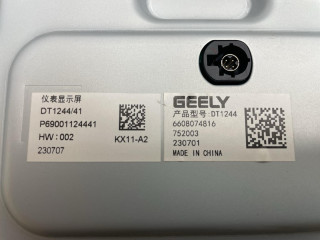 仪表显示屏
DT1244/41
P69001124441
HW:002
230707
KX11-A2
GEELY
产品型号:DT1244
6608074816
752003
230701
MADE IN CHINA